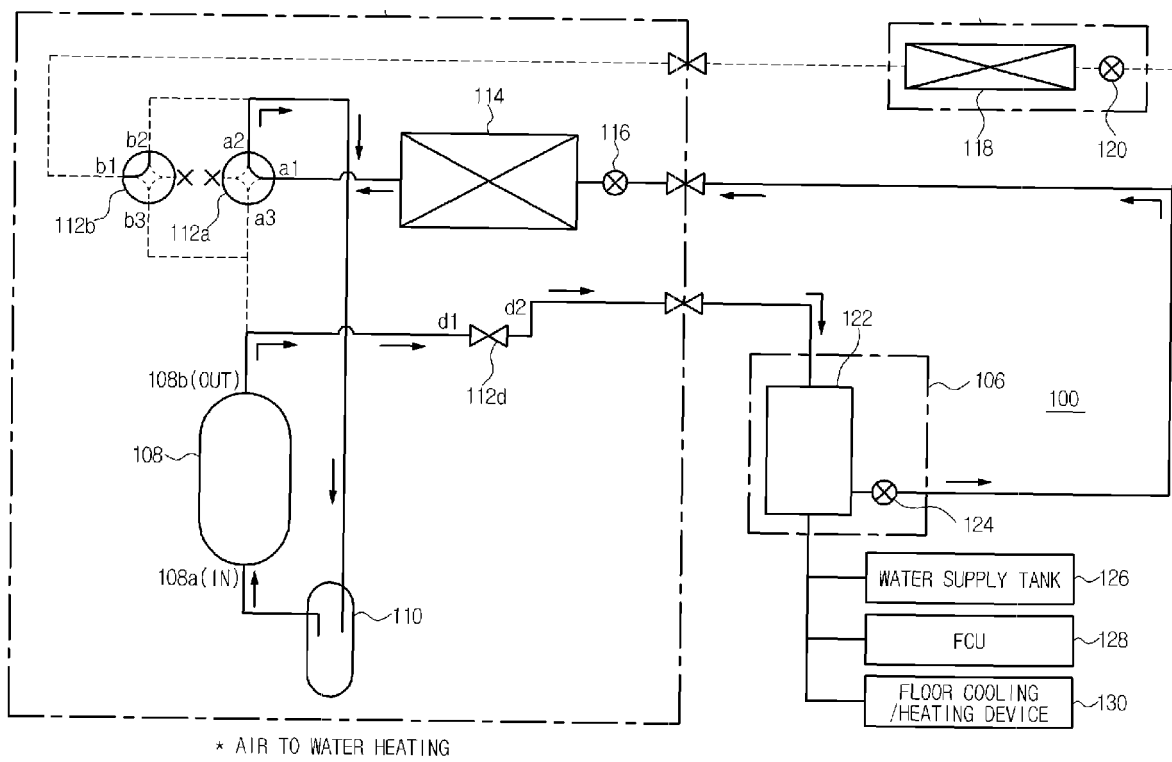 114
116
118
120
b2
a2
b1
a1
b3
a3
112b
112a
d1
d2
112d
122
106
100
108b(OUT)
108
124
108a(IN)
110
WATER SUPPLY TANK
126
FCU
128
FLOOR COOLING
/HEATING DEVICE
130
* AIR TO WATER HEATING